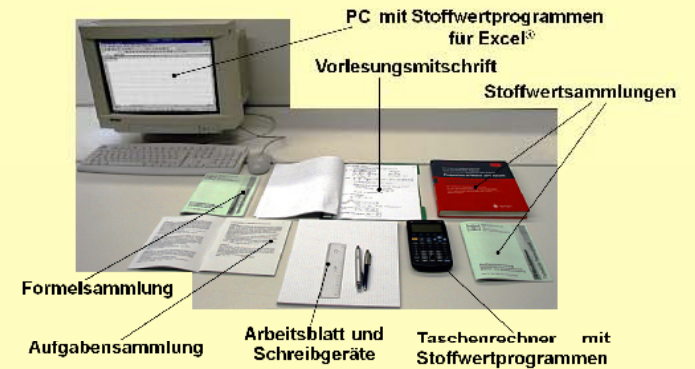 PC mit Stoffwertprogrammen
für Excel®
Vorlesungsmitschrift
Stoffwertsammlungen
Formelsammlung
Aufgabensammlung
Arbeitsblatt und
Schreibgeräte
Taschenrechner mit
Stoffwertprogrammen